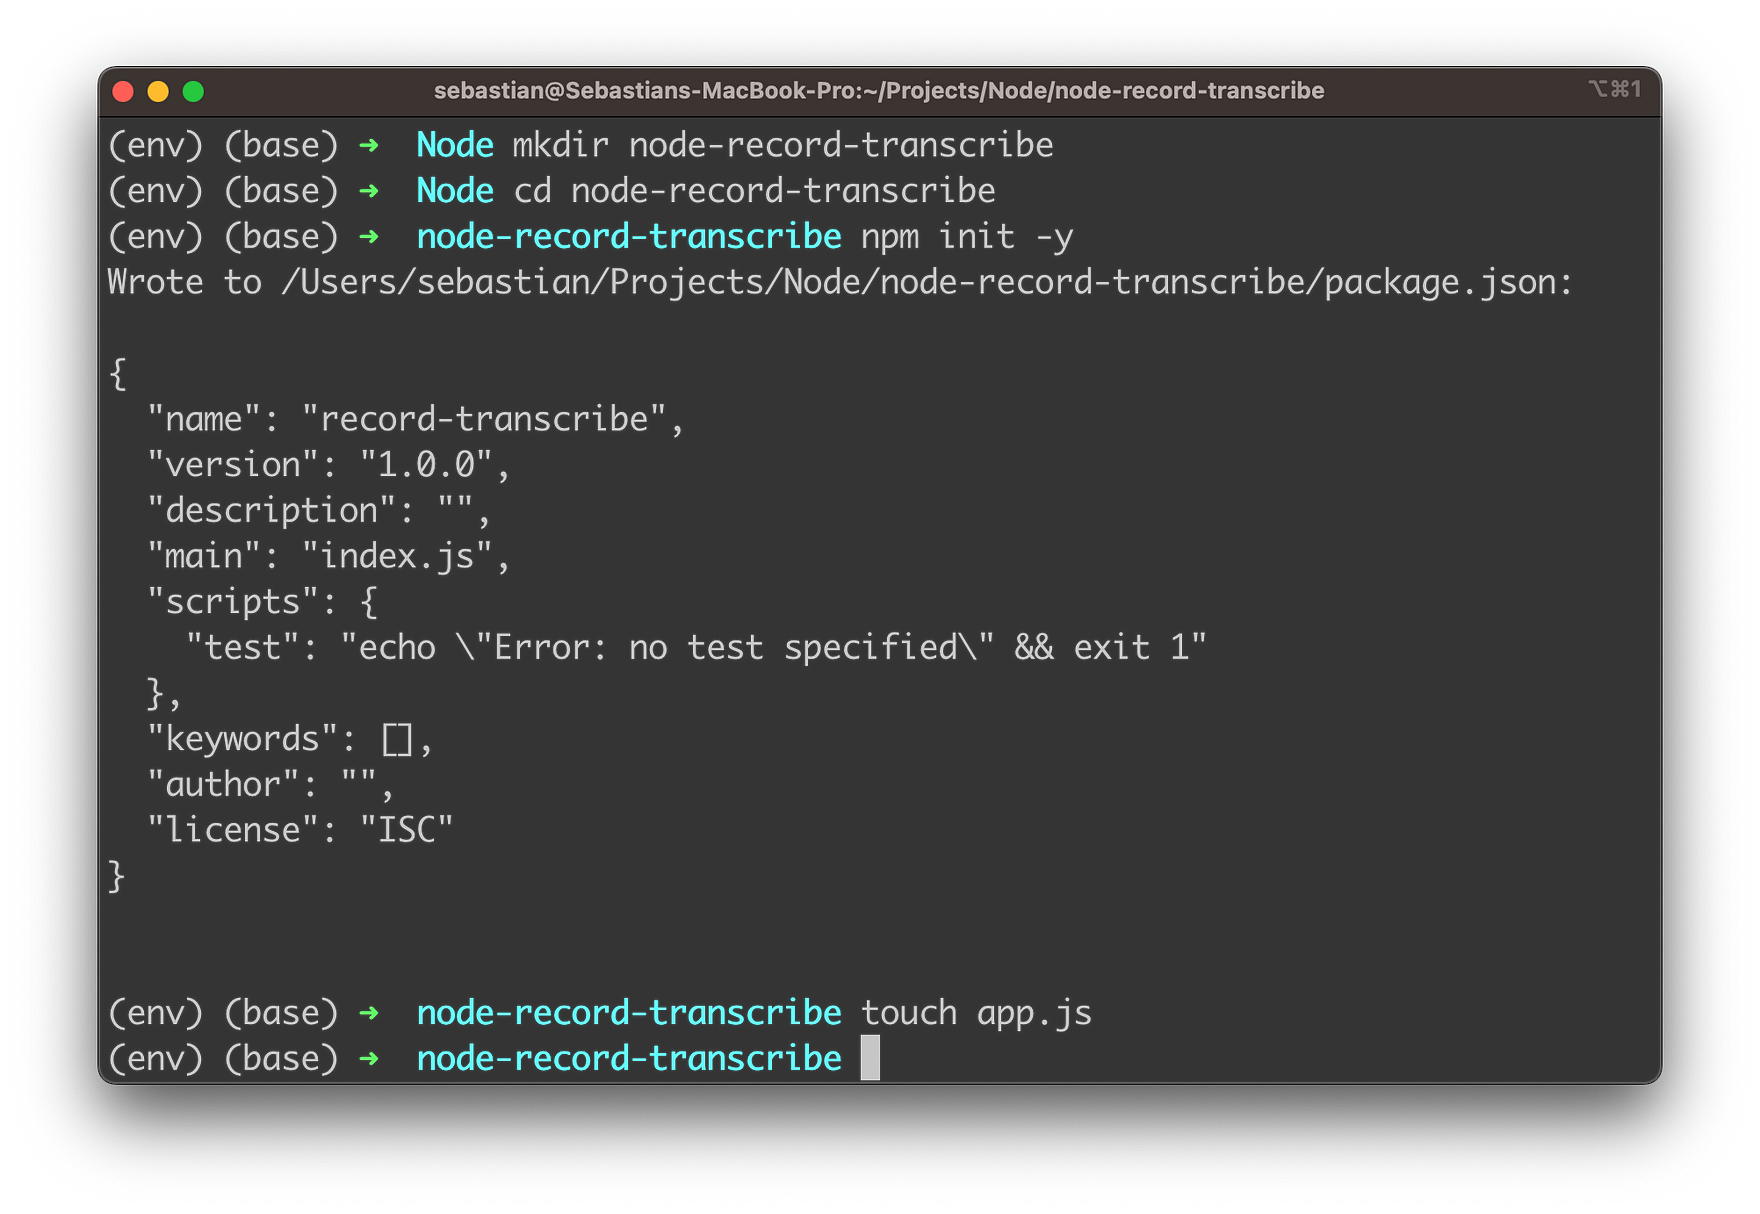 sebastian@Sebastians-MacBook-Pro:~/Projects/Node/node-record-transcribe ⌥⌘1
(env) (base) ➜  Node mkdir node-record-transcribe
(env) (base) ➜  Node cd node-record-transcribe
(env) (base) ➜  node-record-transcribe npm init -y
Wrote to /Users/sebastian/Projects/Node/node-record-transcribe/package.json:
{
  "name": "record-transcribe",
  "version": "1.0.0",
  "description": "",
  "main": "index.js",
  "scripts": {
    "test": "echo \"Error: no test specified\" && exit 1"
  },
  "keywords": [],
  "author": "",
  "license": "ISC"
}
(env) (base) ➜  node-record-transcribe touch app.js
(env) (base) ➜  node-record-transcribe